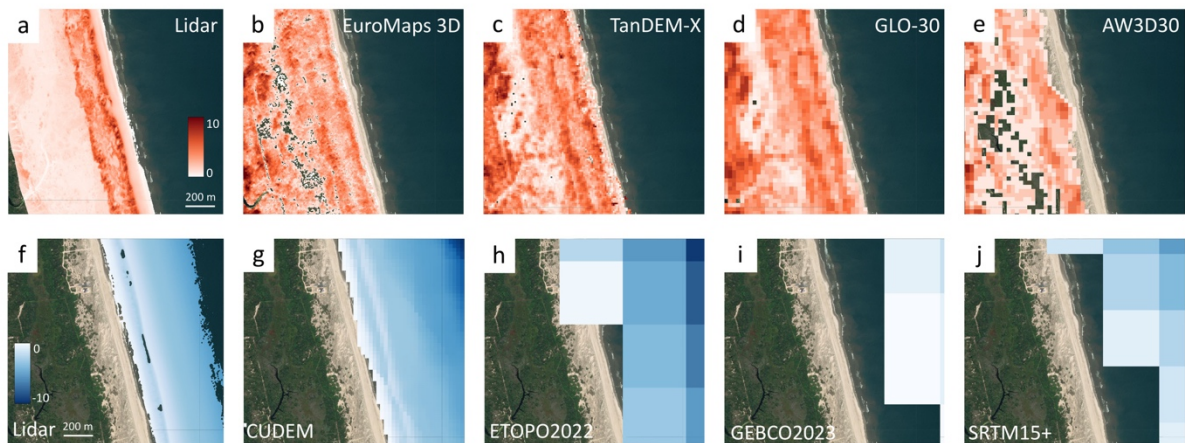 a Lidar
b EuroMaps 3D
c TanDEM-X
d GLO-30
e AW3D30
10
0
200 m
f
g
h
i
j
0
-10
Lidar 200 m
CUDEM
ETOPO2022
GEBCO2023
SRTM15+